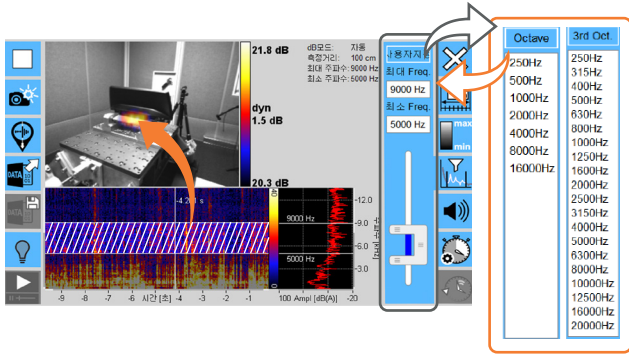 21.8 dB
dyn
1.5 dB
20.3 dB
dB모드: 자동
측정거리: 100 cm
최대 주파수: 9000 Hz
최소 주파수: 5000 Hz
사용자지정
최대 Freq.
9000 Hz
최소 Freq.
5000 Hz
max
min
DATA
DATA
-4.201 s
40
0
9000 Hz
5000 Hz
-12.0
-9.0
-6.0
-3.0
-9 -8 -7 -6 시간 [초] -4 -3 -2 -1
100 Ampl [dB(A)] -20
Octave
250Hz
500Hz
1000Hz
2000Hz
4000Hz
8000Hz
16000Hz
3rd Oct.
250Hz
315Hz
400Hz
500Hz
630Hz
800Hz
1000Hz
1250Hz
1600Hz
2000Hz
2500Hz
3150Hz
4000Hz
5000Hz
6300Hz
8000Hz
10000Hz
12500Hz
16000Hz
20000Hz